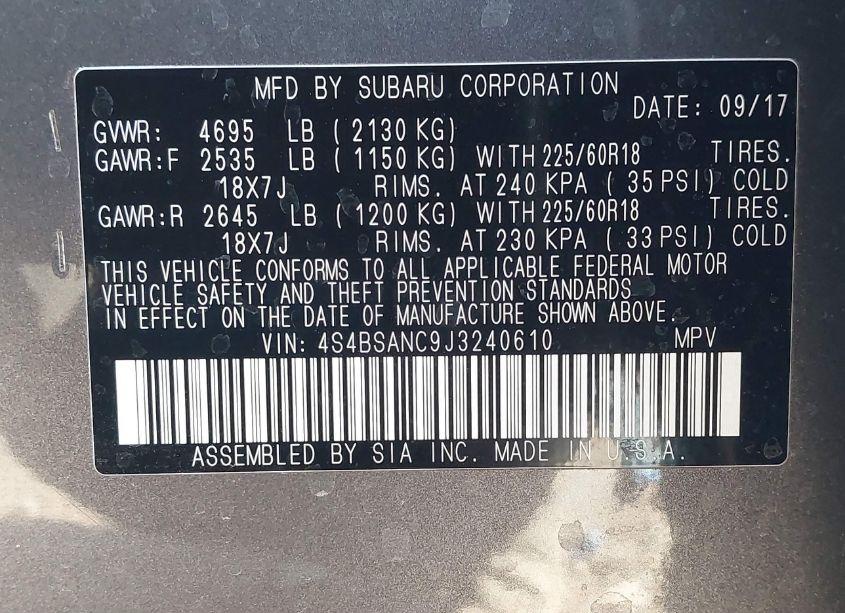 MFD BY SUBARU CORPORATION
DATE: 09/17
GVWR: 4695 LB ( 2130 KG)
GAWR:F 2535 LB ( 1150 KG) WITH 225/60R18 TIRES.
18X7J RIMS. AT 240 KPA ( 35 PSI) COLD
GAWR:R 2645 LB ( 1200 KG) WITH 225/60R18 TIRES.
18X7J RIMS. AT 230 KPA ( 33 PSI) COLD
THIS VEHICLE CONFORMS TO ALL APPLICABLE FEDERAL MOTOR
VEHICLE SAFETY AND THEFT PREVENTION STANDARDS
IN EFFECT ON THE DATE OF MANUFACTURE SHOWN ABOVE.
VIN: 4S4BSANC9J3240610 MPV
ASSEMBLED BY SIA INC. MADE IN U.S.A.